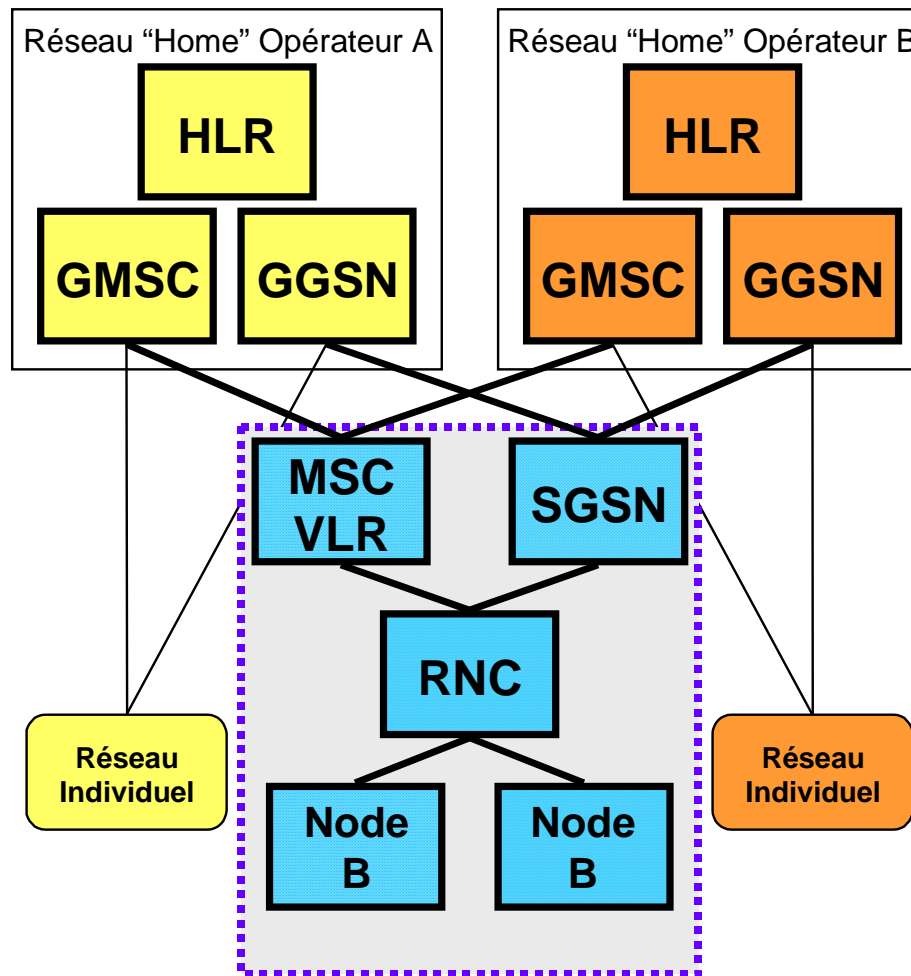 Réseau “Home” Opérateur A
HLR
GMSC
GGSN
Réseau “Home” Opérateur B
HLR
GMSC
GGSN
MSC
VLR
SGSN
RNC
Node
B
Node
B
Réseau
Individuel
Réseau
Individuel